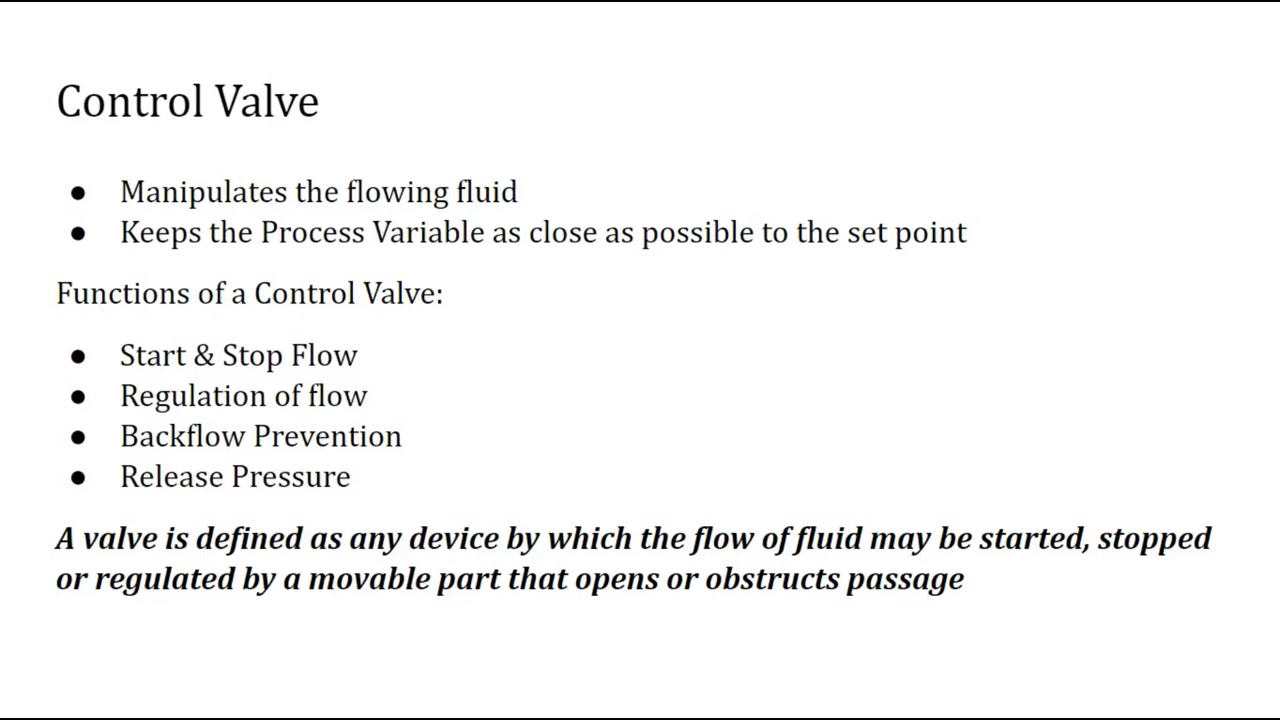 Control Valve
● Manipulates the flowing fluid
● Keeps the Process Variable as close as possible to the set point
Functions of a Control Valve:
● Start & Stop Flow
● Regulation of flow
● Backflow Prevention
● Release Pressure
A valve is defined as any device by which the flow of fluid may be started, stopped
or regulated by a movable part that opens or obstructs passage